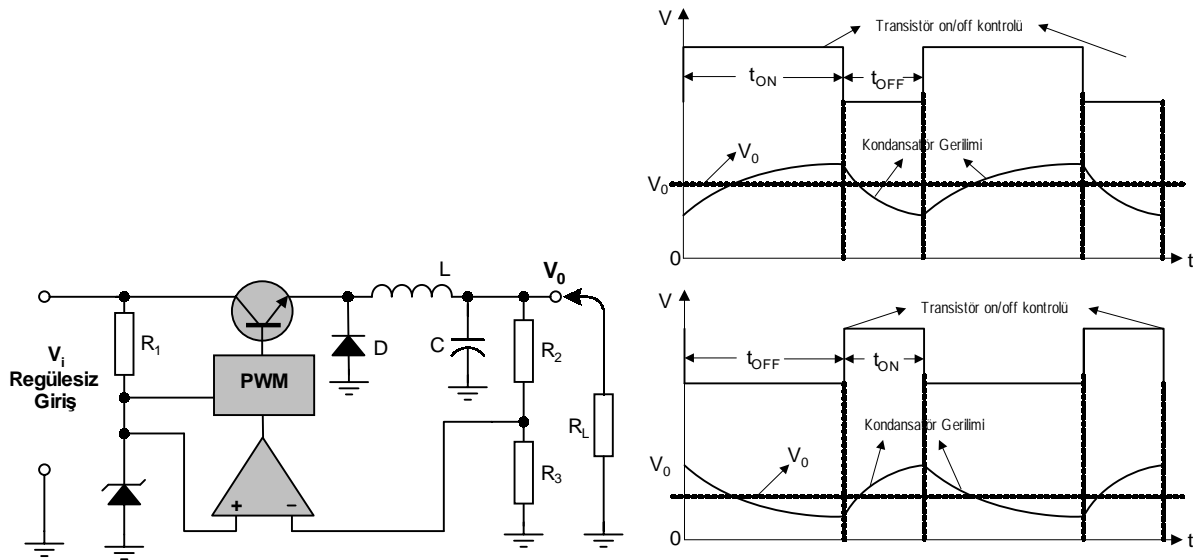 V
Transistör on/off kontrolü
tON
tOFF
Kondansatör Gerilimi
V0
V0
0
t
L
V0
R1
D
C
R2
Vi
Regülesiz
Giriş
PWM
RL
R3
+
−
V
Transistör on/off kontrolü
tOFF
tON
Kondansatör Gerilimi
V0
V0
0
t